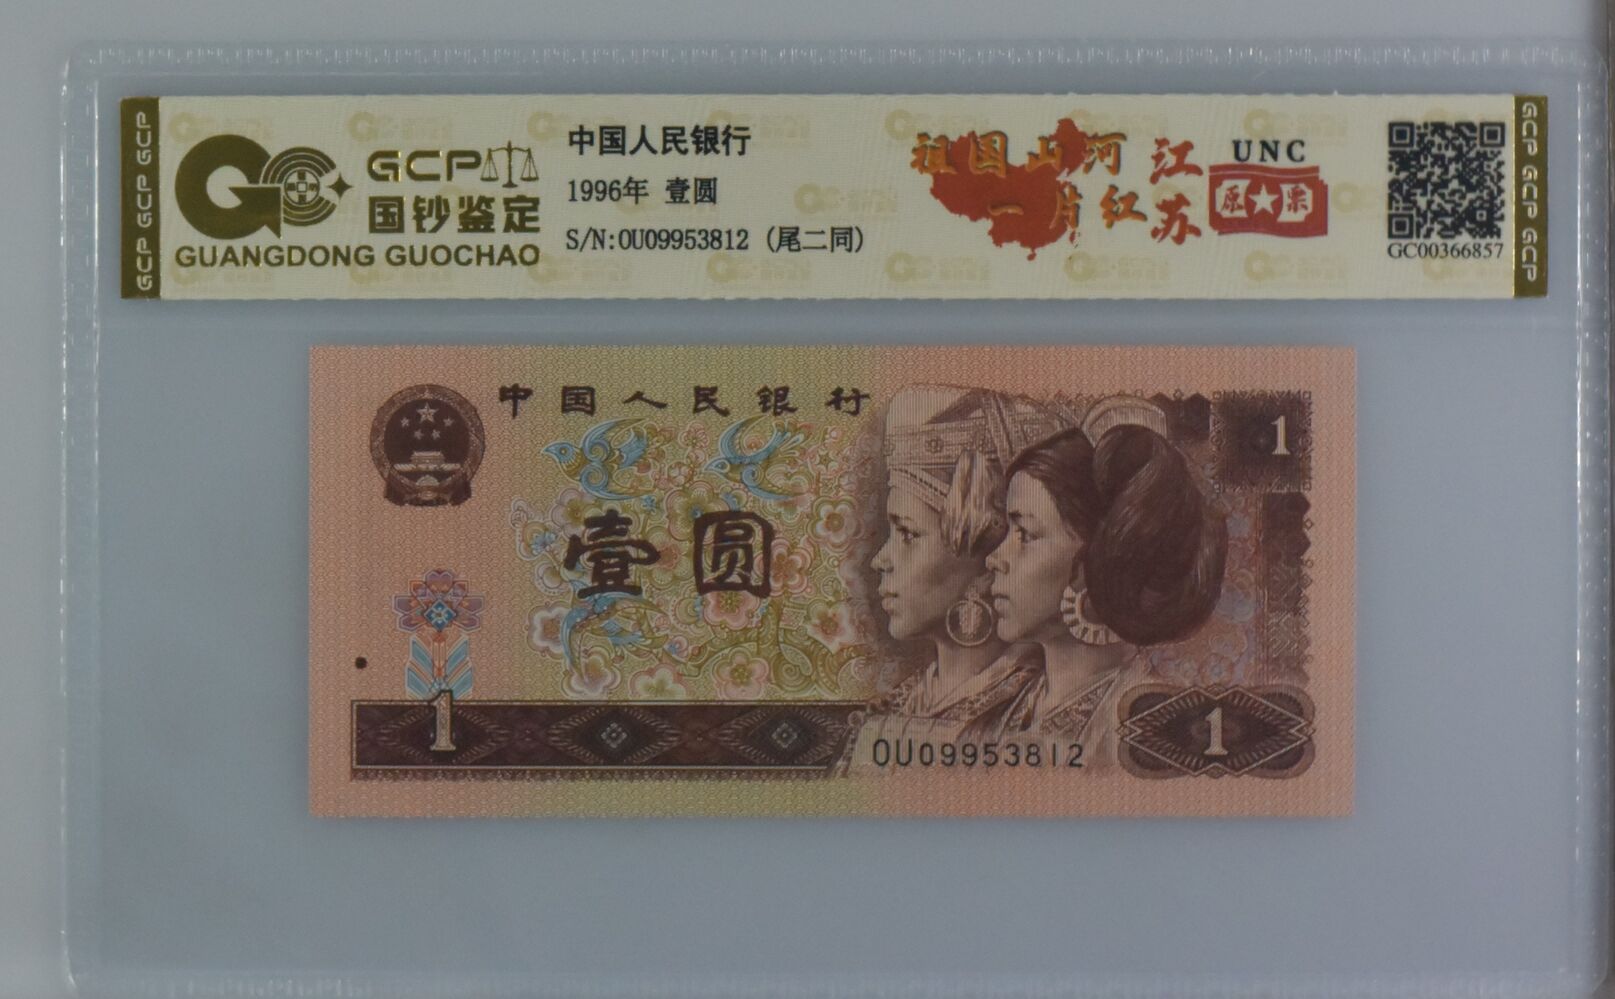 GCP GCP GCP
GCP
国钞鉴定
GUANGDONG GUOCHAO
中国人民银行
1996年 壹圆
S/N:OU09953812 (尾二同)
祖国山河
一片红
江苏
UNC
原★票
GC00366857
GCP GCP GCP
中国人民银行
1
壹圆
1
1
OU09953812